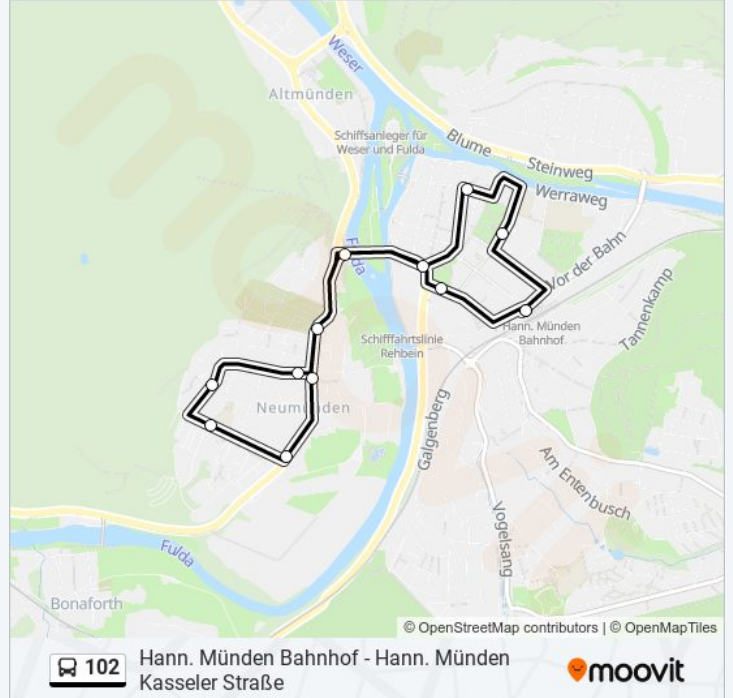 Weser
Altmünden
Schiffsanleger für
Weser und Fulda
Blume
Steinweg
Werraweg
Fulda
Vor der Bahn
Tannenkamp
Hann. Münden
Bahnhof
Schifffahrtslinie
Rehbein
Neumünden
Galgenberg
Am Entenbusch
Vogelsang
Fulda
Bonaforth
© OpenStreetMap contributors | © OpenMapTiles
102
Hann. Münden Bahnhof - Hann. Münden
Kasseler Straße
moovit